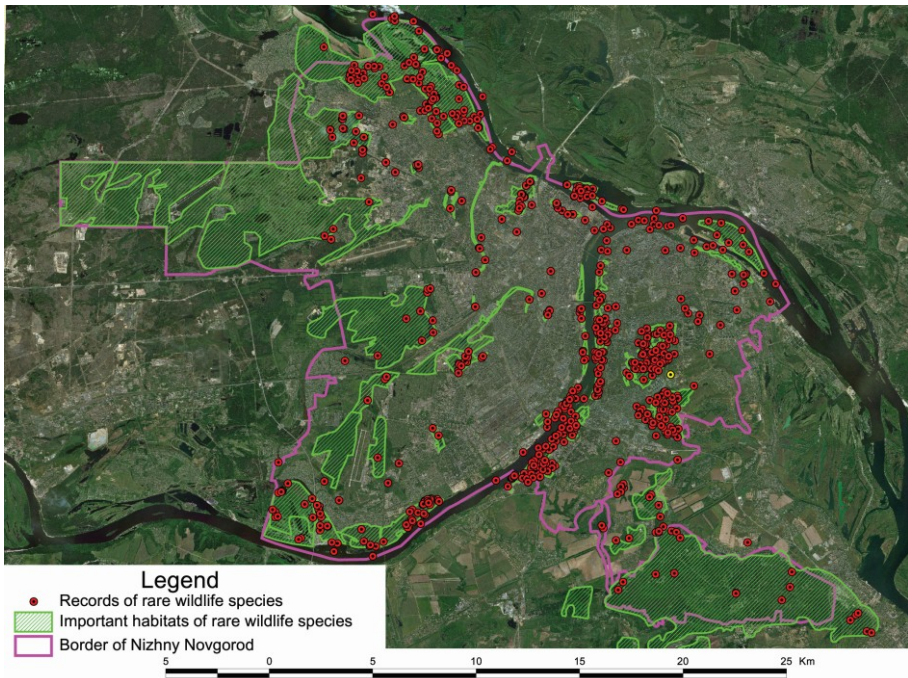 Legend
Records of rare wildlife species
Important habitats of rare wildlife species
Border of Nizhny Novgorod
5 0 5 10 15 20 25 Km